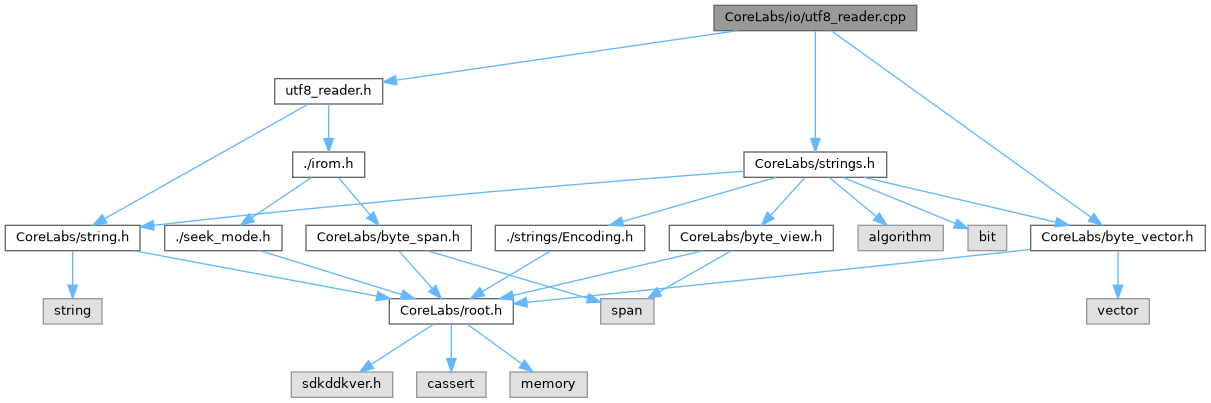 CoreLabs/io/utf8_reader.cpp
utf8_reader.h
./irom.h
CoreLabs/strings.h
CoreLabs/string.h
./seek_mode.h
CoreLabs/byte_span.h
./strings/Encoding.h
CoreLabs/byte_view.h
algorithm
bit
CoreLabs/byte_vector.h
string
CoreLabs/root.h
span
vector
sdkddkver.h
cassert
memory